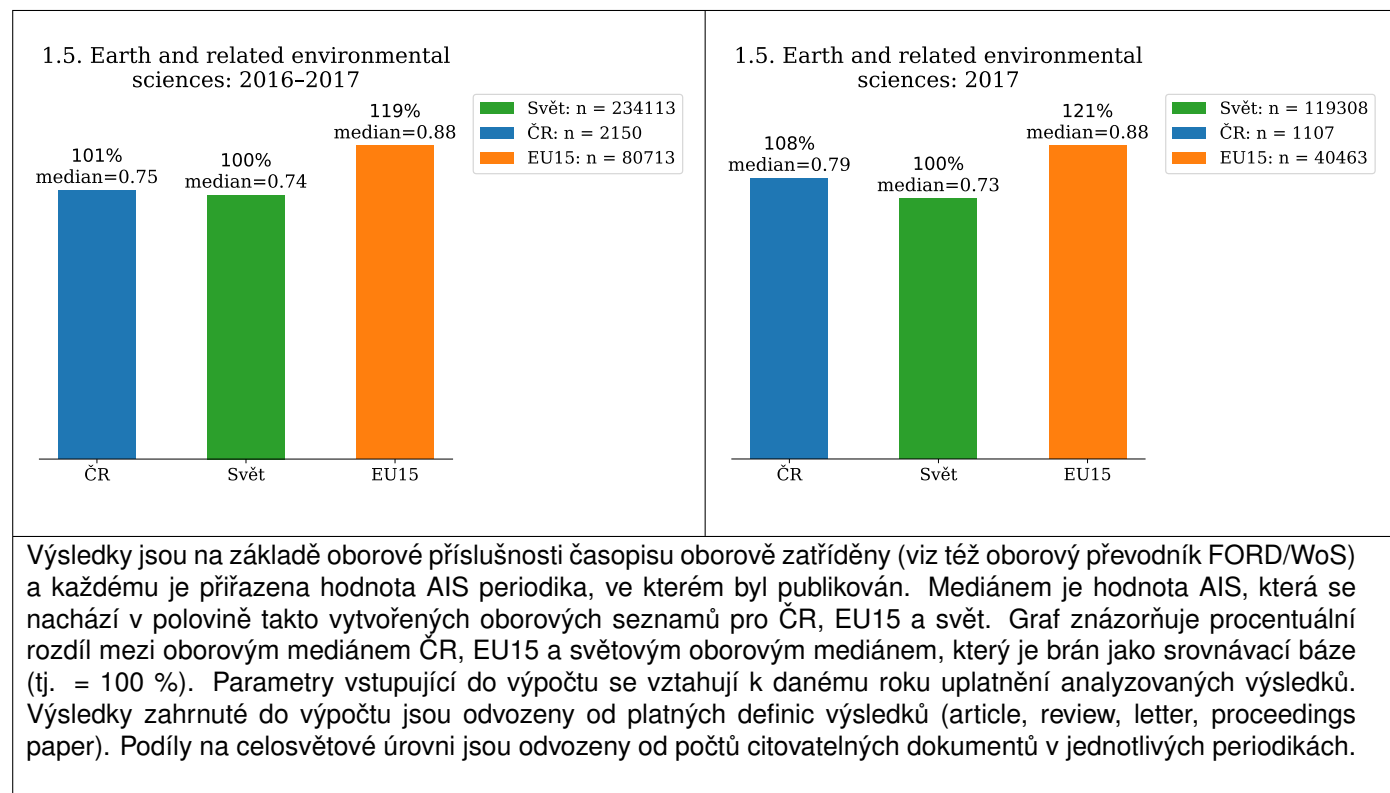 1.5. Earth and related environmental
sciences: 2016–2017
119%
median=0.88
101%
median=0.75
100%
median=0.74
Svět: n = 234113
ČR: n = 2150
EU15: n = 80713
ČR
Svět
EU15
1.5. Earth and related environmental
sciences: 2017
121%
median=0.88
108%
median=0.79
100%
median=0.73
Svět: n = 119308
ČR: n = 1107
EU15: n = 40463
ČR
Svět
EU15
Výsledky jsou na základě oborové příslušnosti časopisu oborově zatříděny (viz též oborový převodník FORD/WoS)
a každému je přiřazena hodnota AIS periodika, ve kterém byl publikován. Mediánem je hodnota AIS, která se
nachází v polovině takto vytvořených oborových seznamů pro ČR, EU15 a svět. Graf znázorňuje procentuální
rozdíl mezi oborovým mediánem ČR, EU15 a světovým oborovým mediánem, který je brán jako srovnávací báze
(tj. = 100 %). Parametry vstupující do výpočtu se vztahují k danému roku uplatnění analyzovaných výsledků.
Výsledky zahrnuté do výpočtu jsou odvozeny od platných definic výsledků (article, review, letter, proceedings
paper). Podíly na celosvětové úrovni jsou odvozeny od počtů citovatelných dokumentů v jednotlivých periodikách.